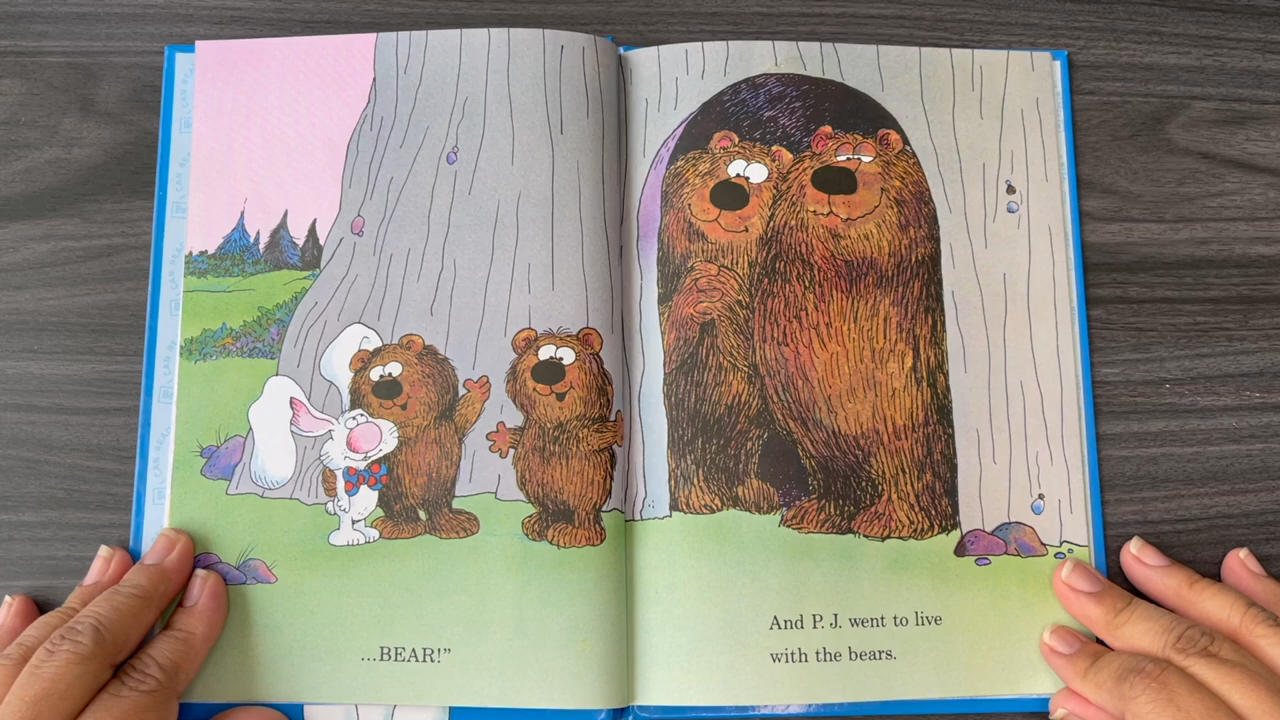 ...BEAR!"
And P. J. went to live
with the bears.